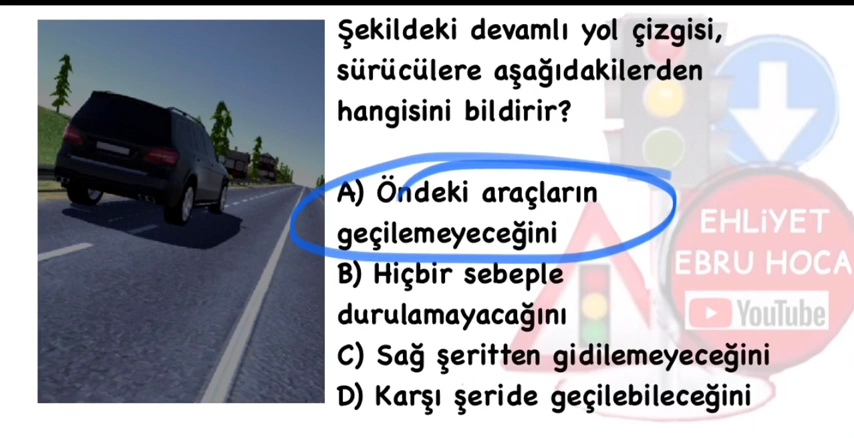 Şekildeki devamlı yol çizgisi,
sürücülere aşağıdakilerden
hangisini bildirir?
A) Öndeki araçların
geçilemeyeceğini
B) Hiçbir sebeple
durulamayacağını
C) Sağ şeritten gidilemeyeceğini
D) Karşı şeride geçilebileceğini
EHLİYET
EBRU HOCA
YouTube